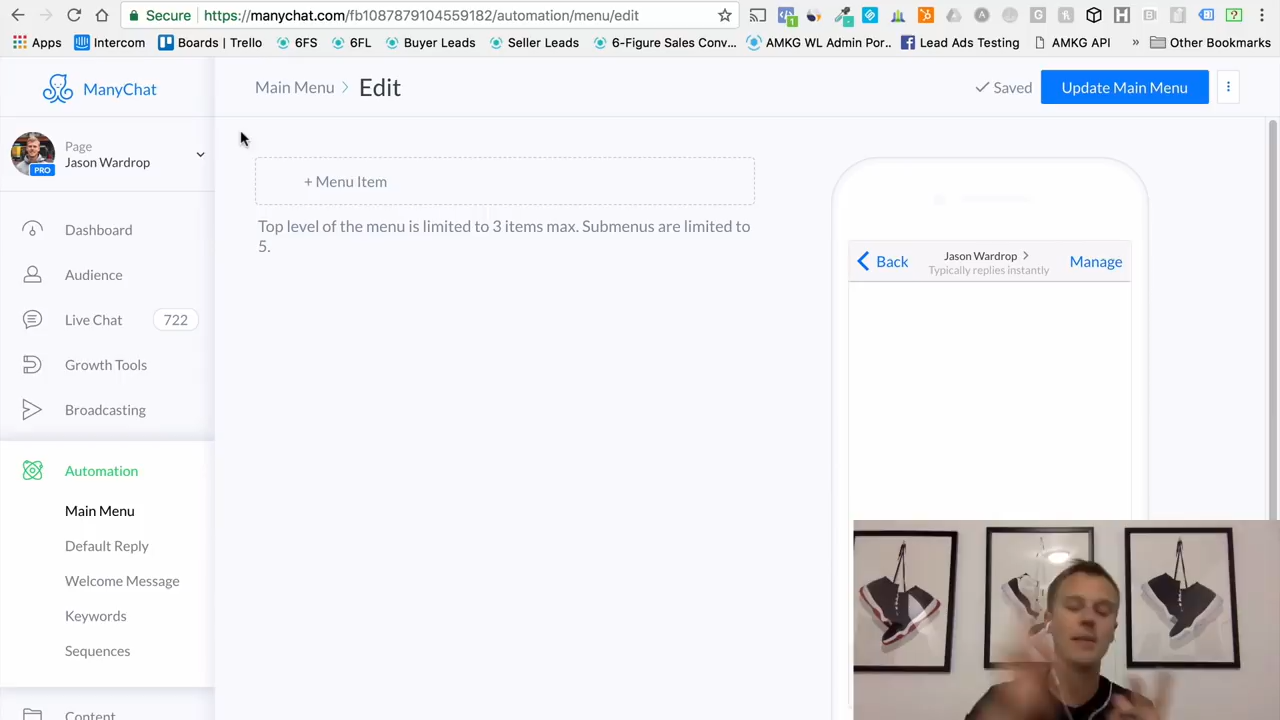 Secure
https://manychat.com/fb1087879104559182/automation/menu/edit
1
Apps
Intercom
Boards | Trello
6FS
6FL
Buyer Leads
Seller Leads
6-Figure Sales Conv...
AMKG WL Admin Por...
Lead Ads Testing
AMKG API
»
Other Bookmarks
ManyChat
Main Menu
Edit
Saved
Update Main Menu
Page
Jason Wardrop
PRO
+ Menu Item
Top level of the menu is limited to 3 items max. Submenus are limited to
5.
Back
Jason Wardrop
Typically replies instantly
Manage
Dashboard
Audience
Live Chat
722
Growth Tools
Broadcasting
Automation
Main Menu
Default Reply
Welcome Message
Keywords
Sequences
Content